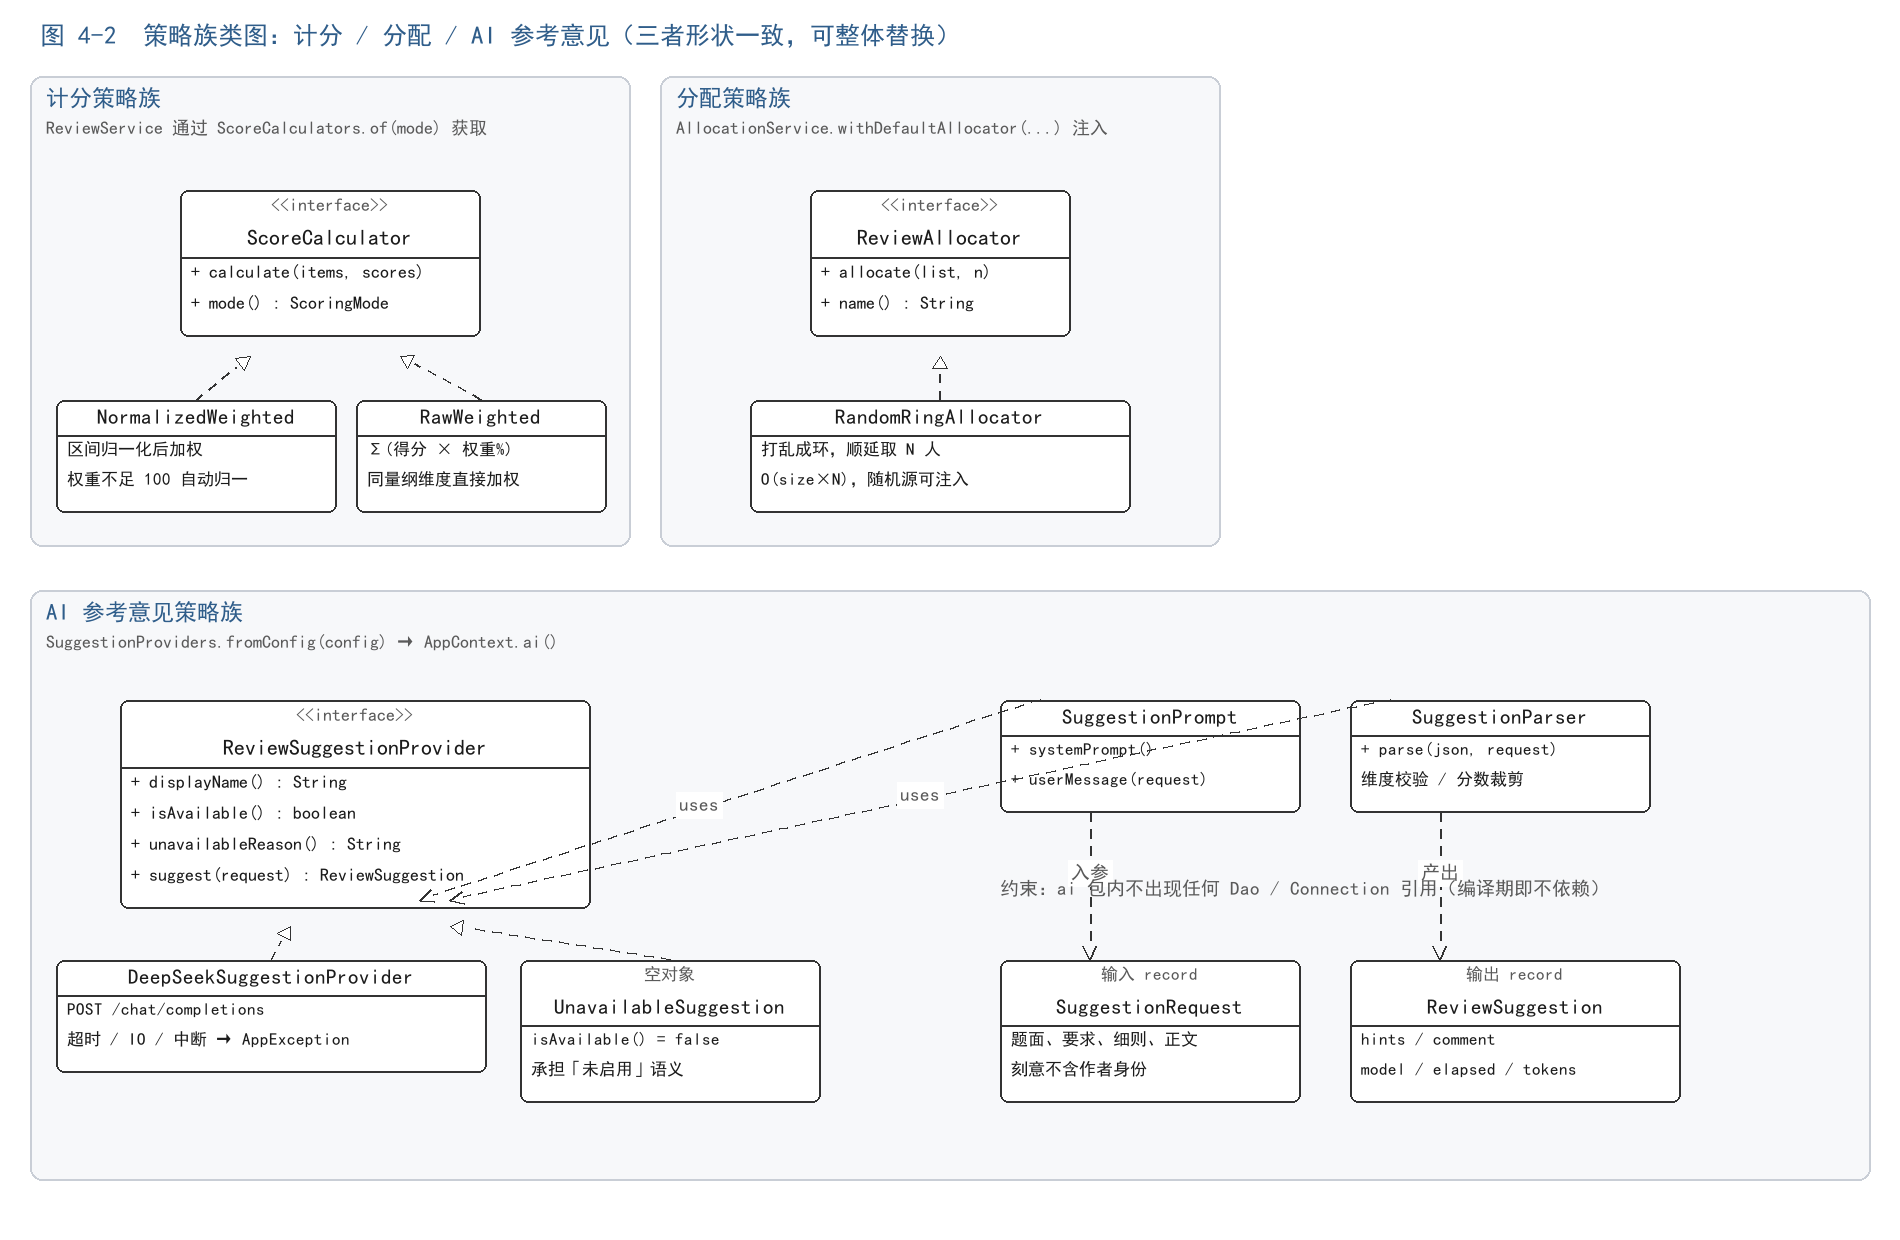 图 4-2  策略族类图：计分 / 分配 / AI 参考意见（三者形状一致，可整体替换）
计分策略族
ReviewService 通过 ScoreCalculators.of(mode) 获取
<<interface>>
ScoreCalculator
+ calculate(items, scores)
+ mode() : ScoringMode
NormalizedWeighted
区间归一化后加权
权重不足 100 自动归一
RawWeighted
Σ(得分 × 权重%)
同量纲维度直接加权
分配策略族
AllocationService.withDefaultAllocator(...) 注入
<<interface>>
ReviewAllocator
+ allocate(list, n)
+ name() : String
RandomRingAllocator
打乱成环，顺延取 N 人
O(size×N)，随机源可注入
AI 参考意见策略族
SuggestionProviders.fromConfig(config) → AppContext.ai()
<<interface>>
ReviewSuggestionProvider
+ displayName() : String
+ isAvailable() : boolean
+ unavailableReason() : String
+ suggest(request) : ReviewSuggestion
uses
uses
SuggestionPrompt
+ systemPrompt()
+ userMessage(request)
SuggestionParser
+ parse(json, request)
维度校验 / 分数裁剪
入参
产出
约束：ai 包内不出现任何 Dao / Connection 引用（编译期即不依赖）
DeepSeekSuggestionProvider
POST /chat/completions
超时 / IO / 中断 → AppException
空对象
UnavailableSuggestion
isAvailable() = false
承担「未启用」语义
输入 record
SuggestionRequest
题面、要求、细则、正文
刻意不含作者身份
输出 record
ReviewSuggestion
hints / comment
model / elapsed / tokens